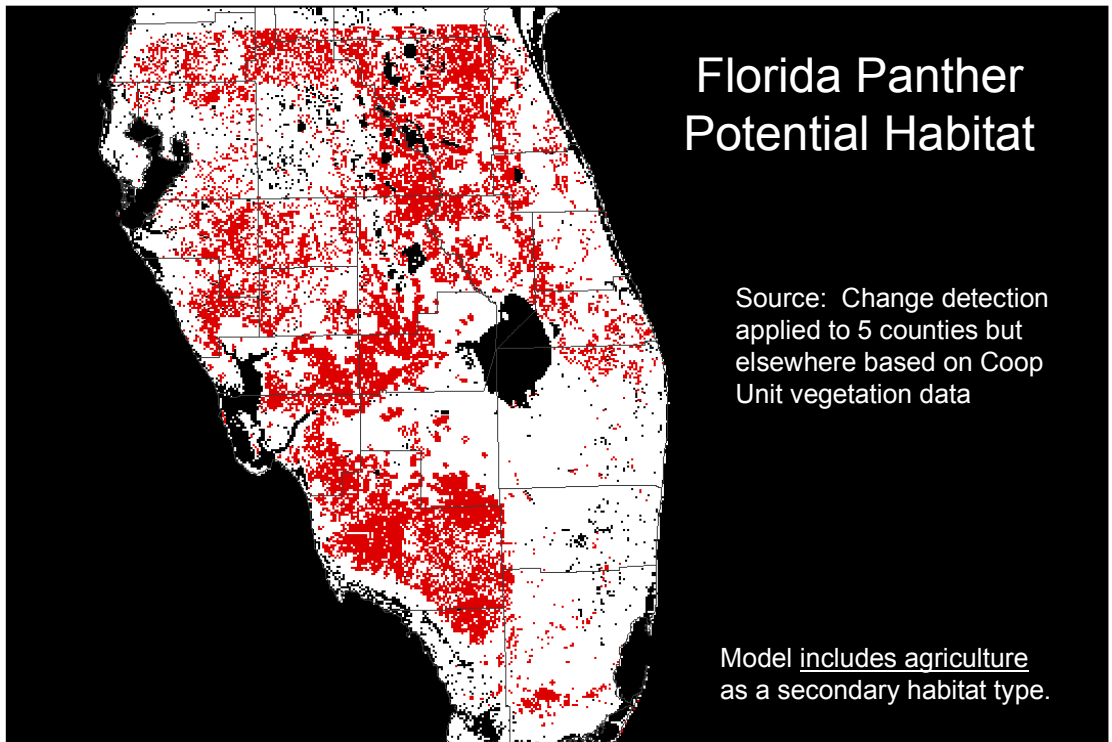 Florida Panther
Potential Habitat
Source:  Change detection
applied to 5 counties but
elsewhere based on Coop
Unit vegetation data
Model includes agriculture
as a secondary habitat type.